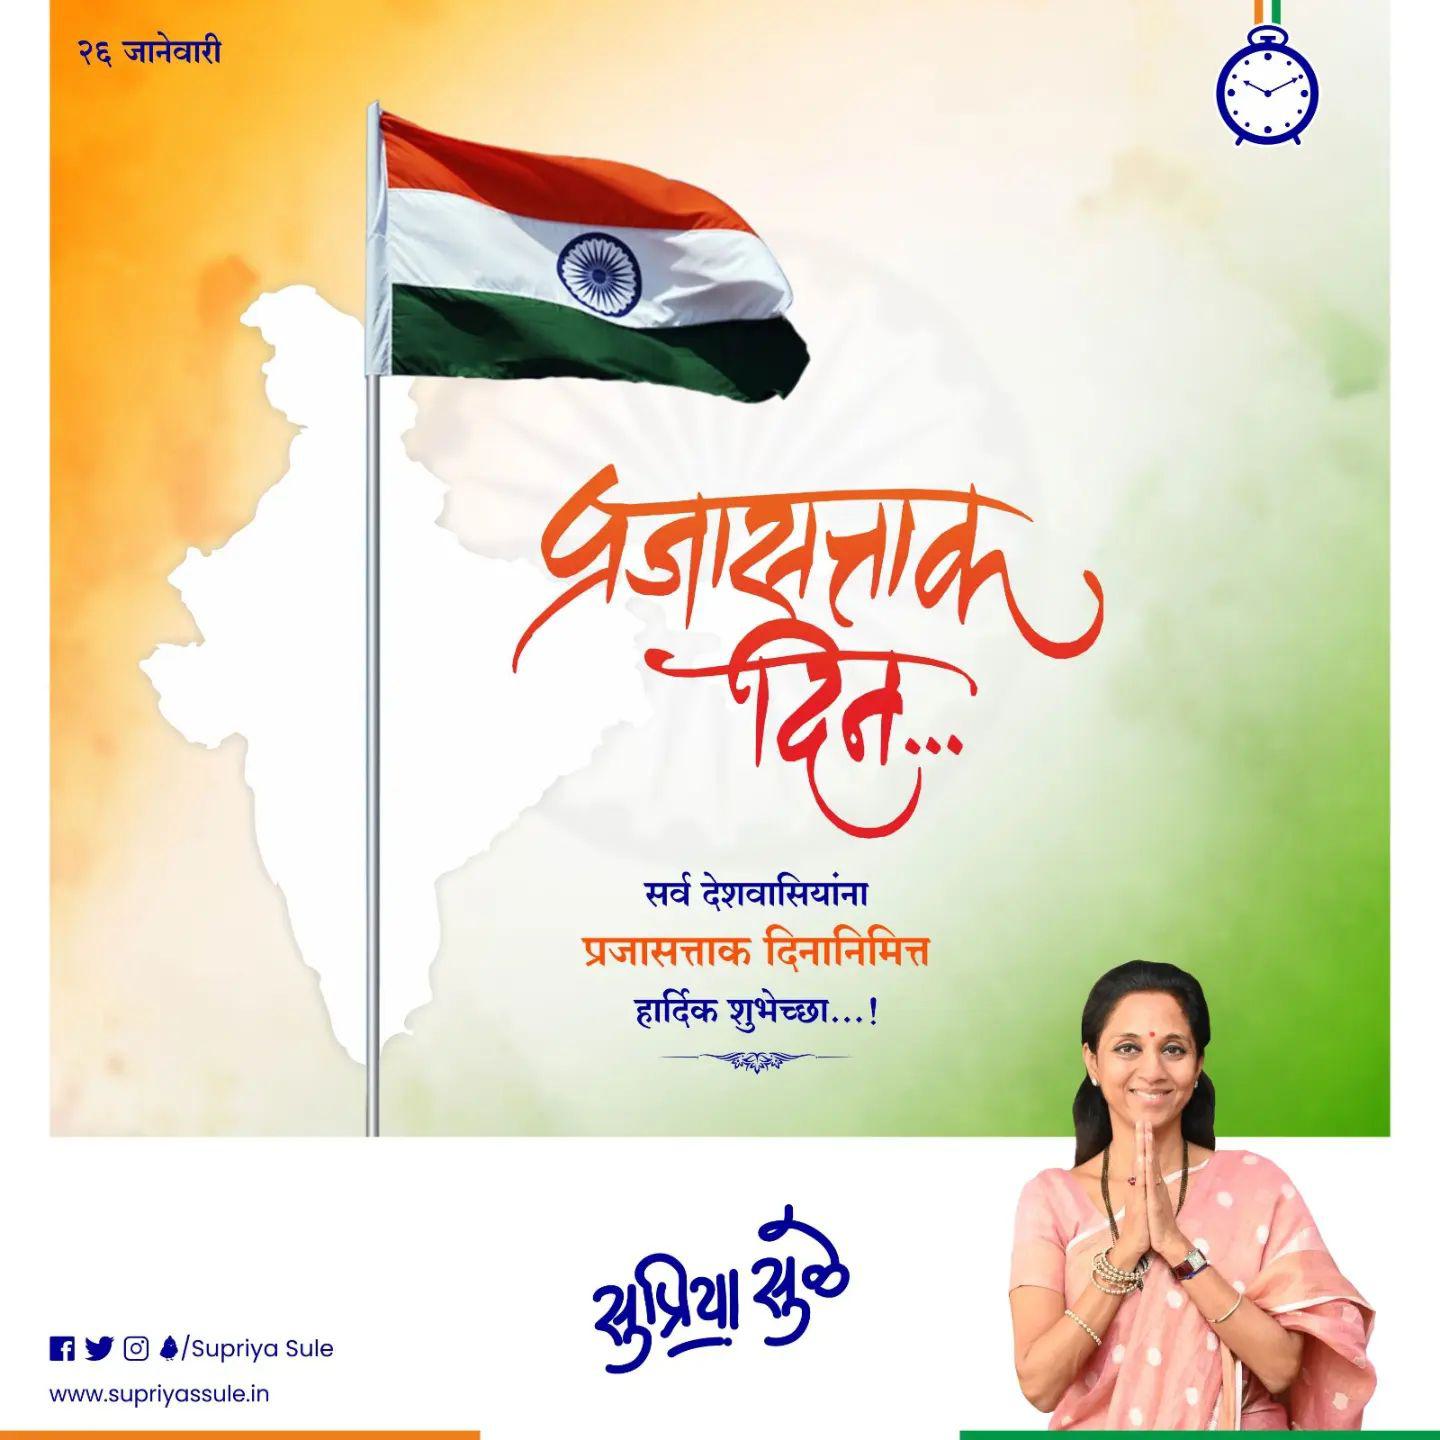 २६ जानेवारी
प्रजासत्ताक
दिन...
सर्व देशवासियांना
प्रजासत्ताक दिनानिमित्त
हार्दिक शुभेच्छा...!
सुप्रिया सुळे
/Supriya Sule
www.supriyassule.in